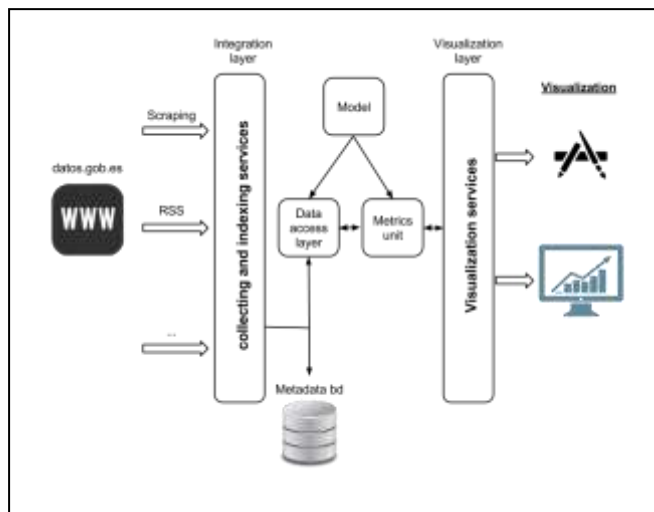 Integration
layer
Visualization
layer
Visualization
Scraping
datos.gob.es
WWW
RSS
...
collecting and indexing services
Model
Data
access
layer
Metrics
unit
Visualization services
Metadata bd